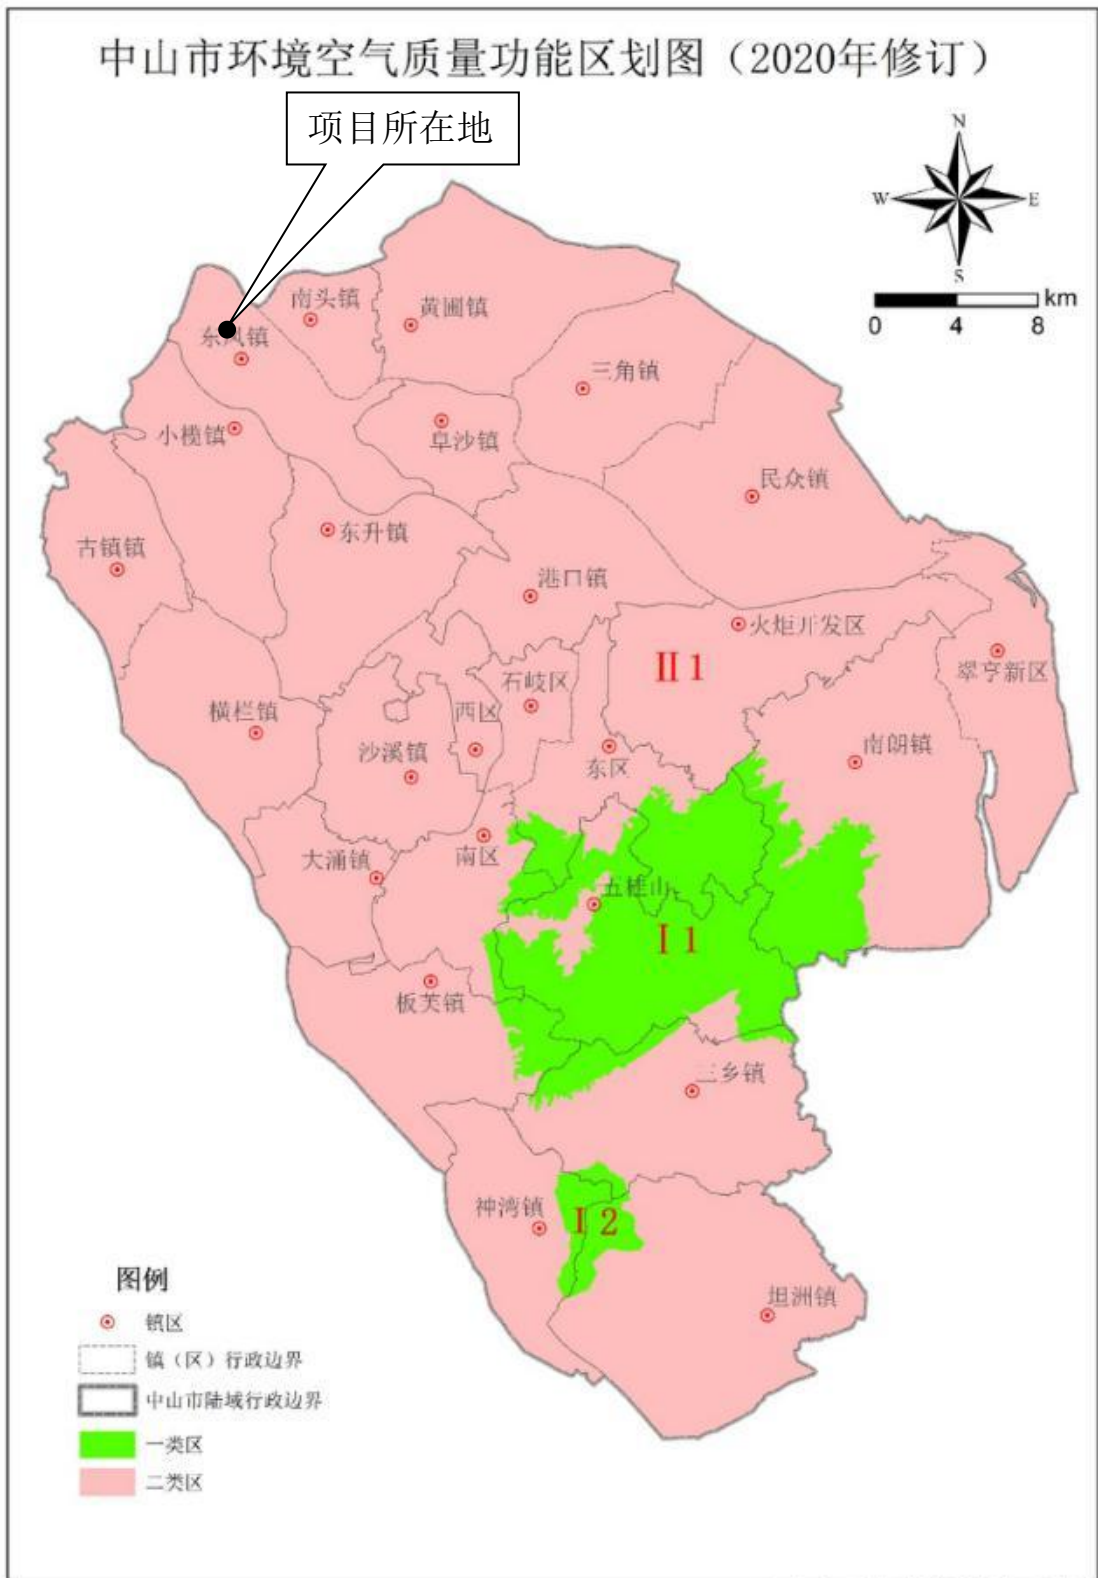 中山市环境空气质量功能区划图（2020年修订）
项目所在地
N
W
E
S
km
0 4 8
南头镇
黄圃镇
东凤镇
三角镇
小榄镇
阜沙镇
民众镇
东升镇
古镇镇
港口镇
火炬开发区
翠亨新区
II 1
石岐区
西区
横栏镇
沙溪镇
东区
南朗镇
南区
大涌镇
五桂山
I 1
板芙镇
三乡镇
神湾镇
I 2
坦洲镇
图例
镇区
镇（区）行政边界
中山市陆域行政边界
一类区
二类区